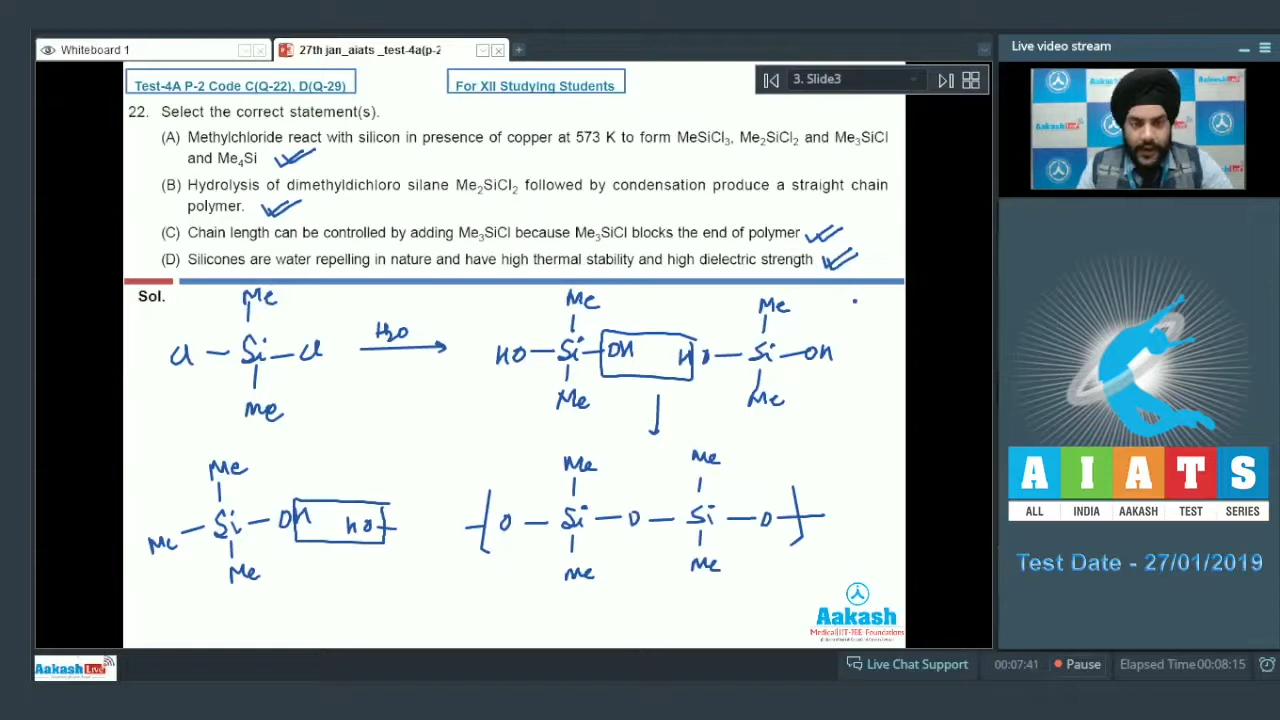 Whiteboard 1
27th jan_aiats _test-4a(p-2
Live video stream
Test-4A P-2 Code C(Q-22), D(Q-29)
For XII Studying Students
3. Slide3
22. Select the correct statement(s).
(A) Methylchloride react with silicon in presence of copper at 573 K to form MeSiCl₃, Me₂SiCl₂ and Me₃SiCl
and Me₄Si
(B) Hydrolysis of dimethyldichloro silane Me₂SiCl₂ followed by condensation produce a straight chain
polymer.
(C) Chain length can be controlled by adding Me₃SiCl because Me₃SiCl blocks the end of polymer
(D) Silicones are water repelling in nature and have high thermal stability and high dielectric strength
Sol.
Me Me Me
Cl – Si – Cl H₂O HO – Si – OH H O – Si – OH
Me Me Me
Me Me Me
Me – Si – OH HO O – Si – O – Si – O
Me Me Me
Aakash
Medical|IIT-JEE|Foundations
Aakash Live
AIATS
ALL INDIA AAKASH TEST SERIES
Test Date - 27/01/2019
Live Chat Support
00:07:41 Pause Elapsed Time 00:08:15